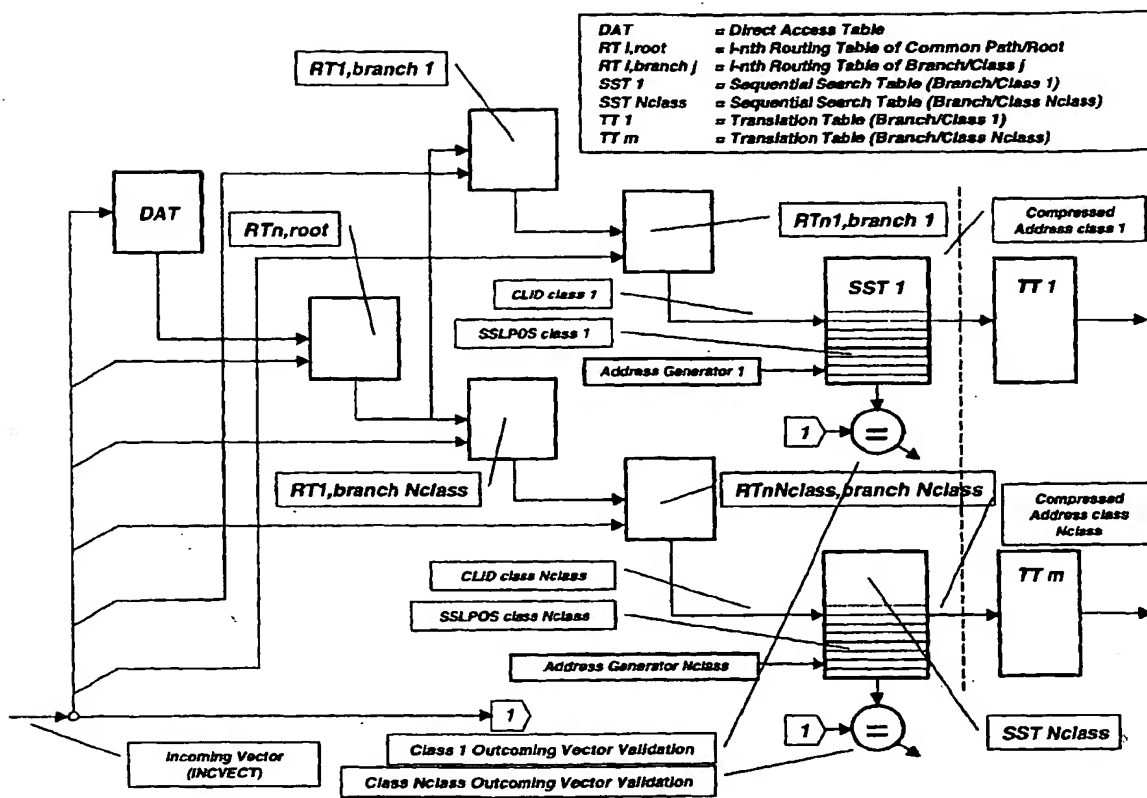 DAT = Direct Access Table
RT i,root = I-nth Routing Table of Common Path/Root
RT i,branch j = I-nth Routing Table of Branch/Class j
SST 1 = Sequential Search Table (Branch/Class 1)
SST Nclass = Sequential Search Table (Branch/Class Nclass)
TT 1 = Translation Table (Branch/Class 1)
TT m = Translation Table (Branch/Class Nclass)
RT1,branch 1
DAT
RTn,root
RTn1,branch 1
Compressed
Address class 1
CLID class 1
SST 1
TT 1
SSLPOS class 1
Address Generator 1
1
=
RT1,branch Nclass
RTnNclass,branch Nclass
Compressed
Address class
Nclass
CLID class Nclass
TT m
SSLPOS class Nclass
Address Generator Nclass
1
1
=
Incoming Vector
(INCVECT)
Class 1 Outcoming Vector Validation
SST Nclass
Class Nclass Outcoming Vector Validation